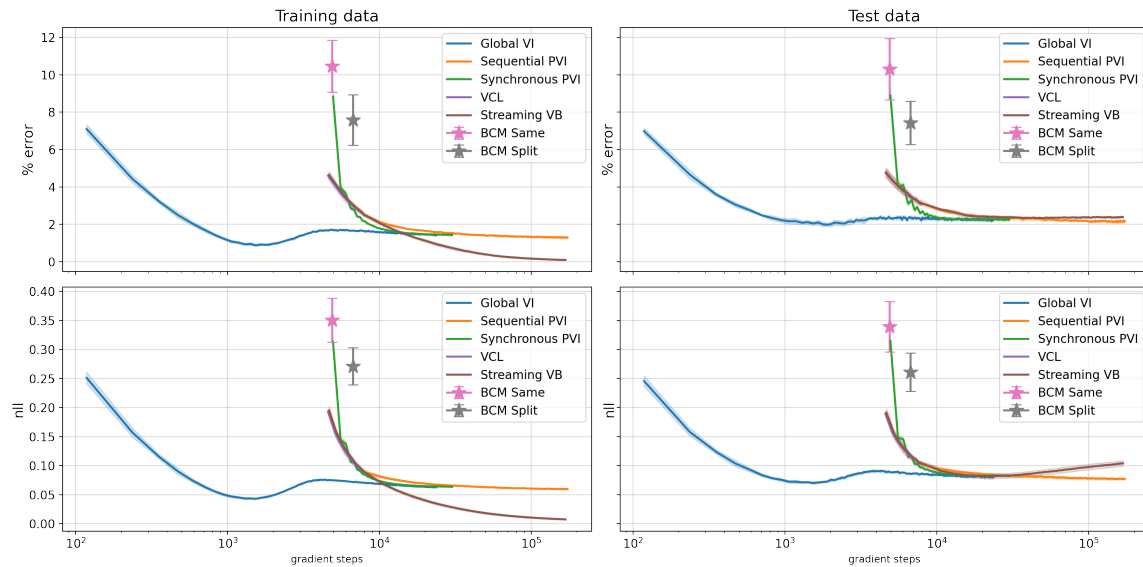 Training data
% error
12
10
8
6
4
2
0
Global VI
Sequential PVI
Synchronous PVI
VCL
Streaming VB
BCM Same
BCM Split
Test data
% error
12
10
8
6
4
2
0
Global VI
Sequential PVI
Synchronous PVI
VCL
Streaming VB
BCM Same
BCM Split
nll
0.40
0.35
0.30
0.25
0.20
0.15
0.10
0.05
0.00
Global VI
Sequential PVI
Synchronous PVI
VCL
Streaming VB
BCM Same
BCM Split
10² 10³ 10⁴ 10⁵
gradient steps
nll
0.40
0.35
0.30
0.25
0.20
0.15
0.10
0.05
0.00
Global VI
Sequential PVI
Synchronous PVI
VCL
Streaming VB
BCM Same
BCM Split
10² 10³ 10⁴ 10⁵
gradient steps